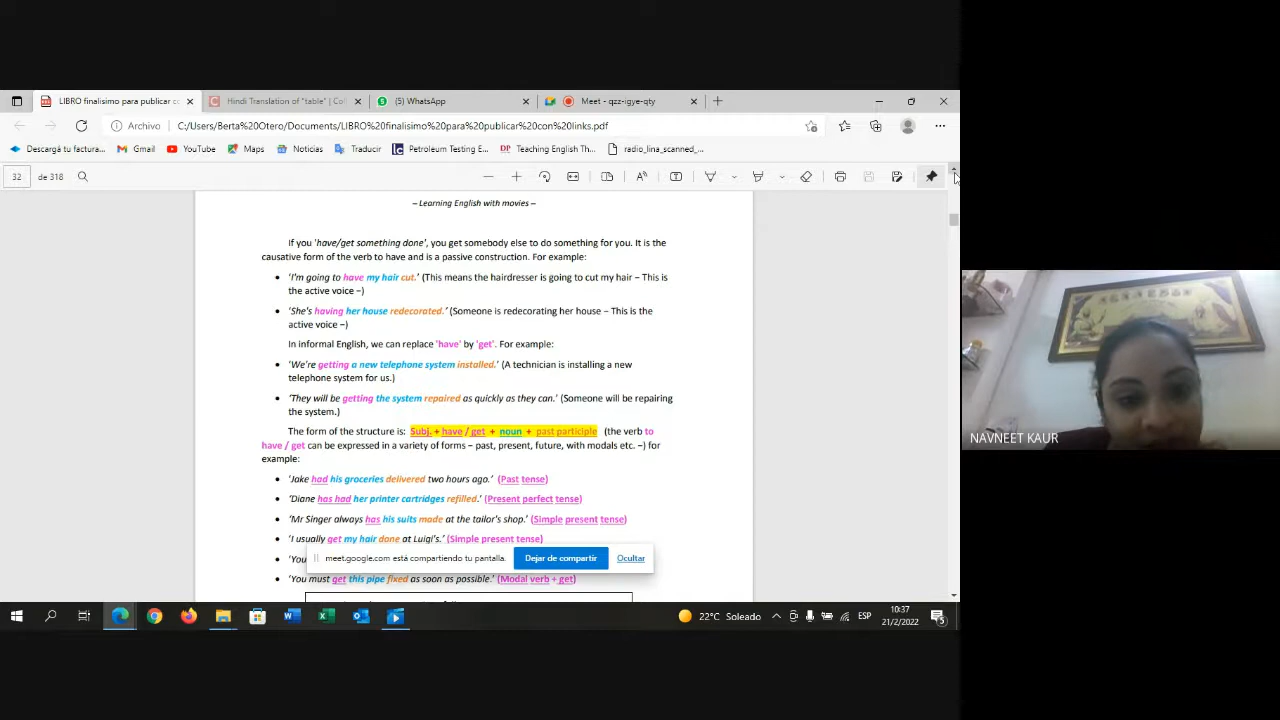 LIBRO finalisimo para publicar co
Hindi Translation of "table" | Coll
(5) WhatsApp
Meet - qzz-igye-qty
Archivo
C:/Users/Berta%20Otero/Documents/LIBRO%20finalisimo%20para%20publicar%20con%20links.pdf
Descargá tu factura...
Gmail
YouTube
Maps
Noticias
Traducir
Petroleum Testing E...
Teaching English Th...
radio_lina_scanned_...
32 de 318
– Learning English with movies –
If you 'have/get something done', you get somebody else to do something for you. It is the
causative form of the verb to have and is a passive construction. For example:
• 'I'm going to have my hair cut.' (This means the hairdresser is going to cut my hair – This is
the active voice –)
• 'She's having her house redecorated.' (Someone is redecorating her house – This is the
active voice –)
In informal English, we can replace 'have' by 'get'. For example:
• 'We're getting a new telephone system installed.' (A technician is installing a new
telephone system for us.)
• 'They will be getting the system repaired as quickly as they can.' (Someone will be repairing
the system.)
The form of the structure is: Subj. + have / get + noun + past participle (the verb to
have / get can be expressed in a variety of forms – past, present, future, with modals etc. –) for
example:
• 'Jake had his groceries delivered two hours ago.' (Past tense)
• 'Diane has had her printer cartridges refilled.' (Present perfect tense)
• 'Mr Singer always has his suits made at the tailor's shop.' (Simple present tense)
• 'I usually get my hair done at Luigi's.' (Simple present tense)
• 'You
meet.google.com está compartiendo tu pantalla.
Dejar de compartir
Ocultar
• 'You must get this pipe fixed as soon as possible.' (Modal verb + get)
NAVNEET KAUR
22°C Soleado
ESP
10:37
21/2/2022
5